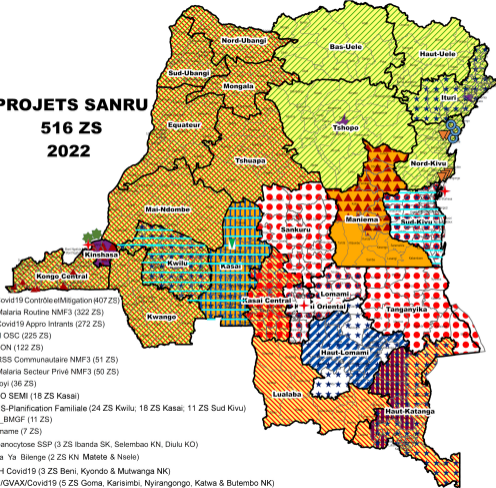 PROJETS SANRU
516 ZS
2022
Nord-Ubangi
Bas-Uele
Haut-Uele
Sud-Ubangi
Mongala
Ituri
Equateur
Tshopo
Tshuapa
Nord-Kivu
Mai-Ndombe
Maniema
Sud-Kivu
Sankuru
Kinshasa
Kwilu
Kasai
Kongo Central
Kasai Central
Lomami
i Oriental
Tanganyika
Kwango
Haut-Lomami
Lualaba
Haut-Katanga
ovid19 ContrôleetMitigation (407 ZS)
Malaria Routine NMF3 (322 ZS)
Covid19 Appro Intrants (272 ZS)
OSC (225 ZS)
ON (122 ZS)
RSS Communautaire NMF3 (51 ZS)
Malaria Secteur Privé NMF3 (50 ZS)
oyi (36 ZS)
O SEMI (18 ZS Kasai)
S-Planification Familiale (24 ZS Kwilu; 18 ZS Kasai; 11 ZS Sud Kivu)
_BMGF (11 ZS)
name (7 ZS)
anocytose SSP (3 ZS Ibanda SK, Selembao KN, Diulu KO)
a Ya Bilenge (2 ZS KN Matete & Nsele)
H Covid19 (3 ZS Beni, Kyondo & Mutwanga NK)
/GVAX/Covid19 (5 ZS Goma, Karisimbi, Nyirangongo, Katwa & Butembo NK)